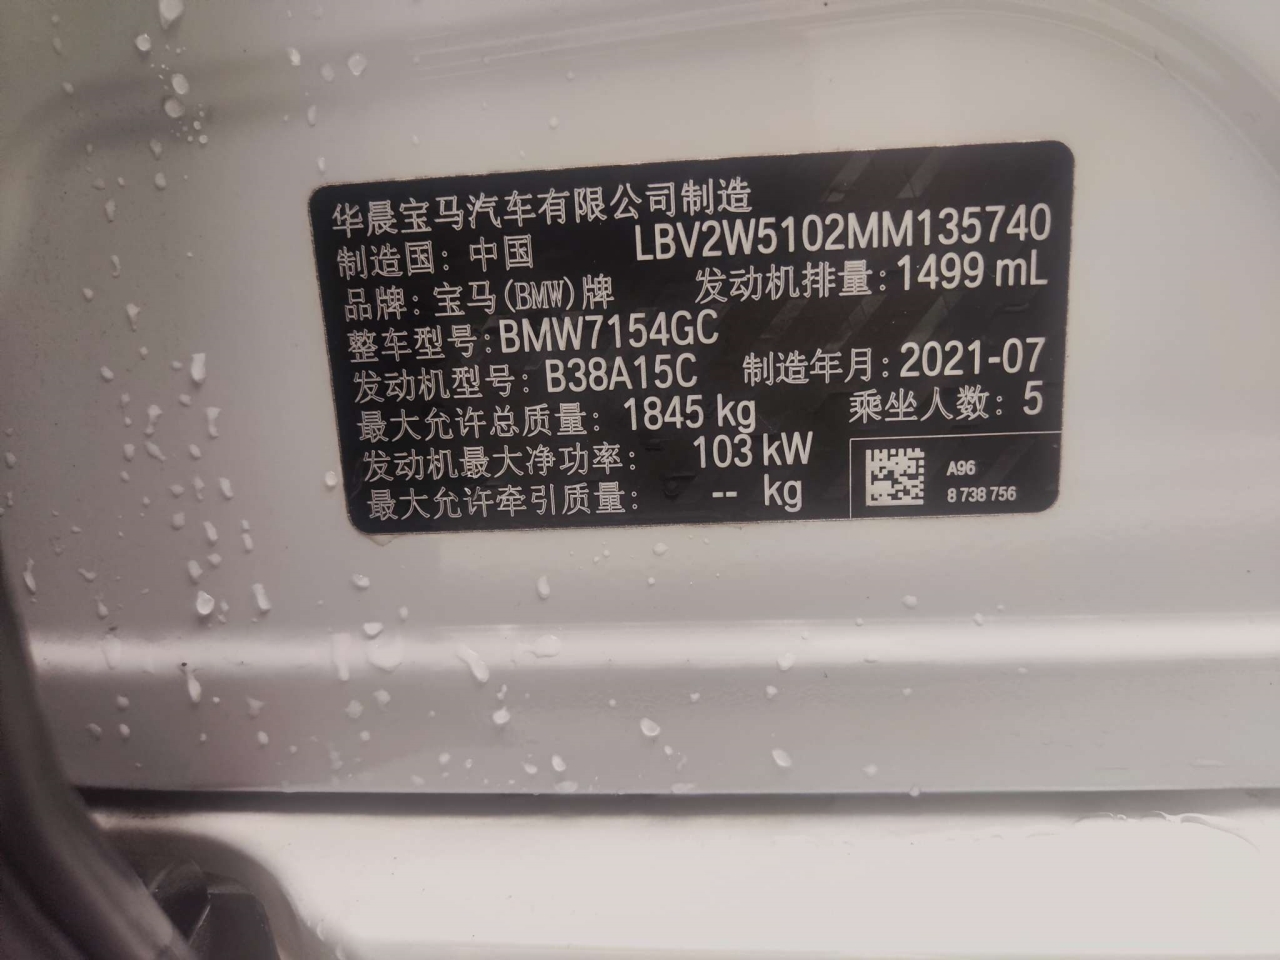 华晨宝马汽车有限公司制造
制造国：中国 LBV2W5102MM135740
品牌：宝马(BMW)牌 发动机排量：1499 mL
整车型号：BMW7154GC
发动机型号：B38A15C 制造年月：2021-07
最大允许总质量：1845 kg 乘坐人数：5
发动机最大净功率：103 kW
最大允许牵引质量：-- kg
A96
8 738 756